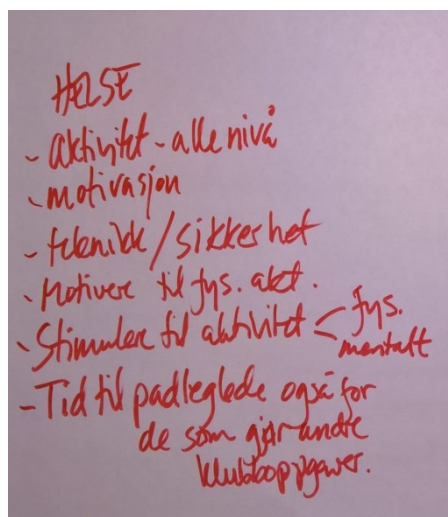 HELSE
- Aktivitet - alle nivå
- motivasjon
- teknikk / sikkerhet
- Motivere til fys. akt.
- Stimulere til aktivitet < fys.
mentalt
- Tid til padleglede også for
de som gjør andre
klubboppgaver.